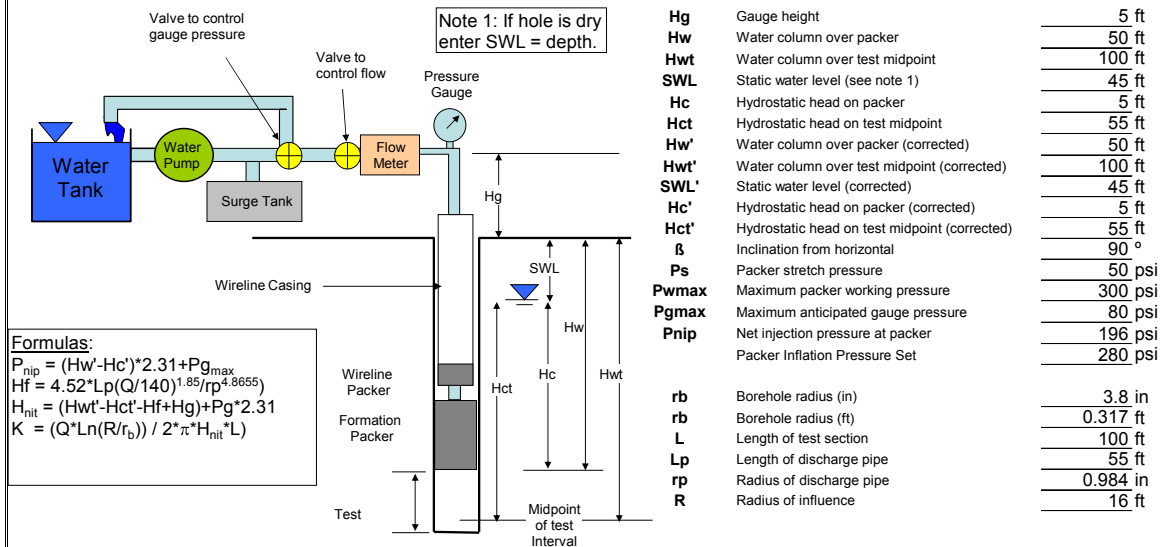 Valve to control
gauge pressure
Note 1: If hole is dry
enter SWL = depth.
Valve to
control flow
Pressure
Gauge
Water
Tank
Water
Pump
Flow
Meter
Surge Tank
Hg
SWL
Wireline Casing
Hw
Hct
Hc
Hwt
Wireline
Packer
Formation
Packer
Test
Midpoint
of test
Interval
Formulas:
P_nip = (Hw'-Hc')*2.31+Pg_max
Hf = 4.52*Lp(Q/140)^1.85/rp^4.8655)
H_nit = (Hwt'-Hct'-Hf+Hg)+Pg*2.31
K = (Q*Ln(R/r_b)) / 2*π*H_nit*L)
Hg Gauge height 5 ft
Hw Water column over packer 50 ft
Hwt Water column over test midpoint 100 ft
SWL Static water level (see note 1) 45 ft
Hc Hydrostatic head on packer 5 ft
Hct Hydrostatic head on test midpoint 55 ft
Hw' Water column over packer (corrected) 50 ft
Hwt' Water column over test midpoint (corrected) 100 ft
SWL' Static water level (corrected) 45 ft
Hc' Hydrostatic head on packer (corrected) 5 ft
Hct' Hydrostatic head on test midpoint (corrected) 55 ft
ß Inclination from horizontal 90 º
Ps Packer stretch pressure 50 psi
Pwmax Maximum packer working pressure 300 psi
Pgmax Maximum anticipated gauge pressure 80 psi
Pnip Net injection pressure at packer 196 psi
Packer Inflation Pressure Set 280 psi
rb Borehole radius (in) 3.8 in
rb Borehole radius (ft) 0.317 ft
L Length of test section 100 ft
Lp Length of discharge pipe 55 ft
rp Radius of discharge pipe 0.984 in
R Radius of influence 16 ft